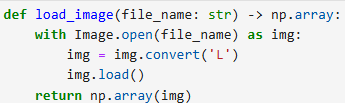 def load_image(file_name: str) -> np.array:
    with Image.open(file_name) as img:
        img = img.convert('L')
        img.load()
    return np.array(img)